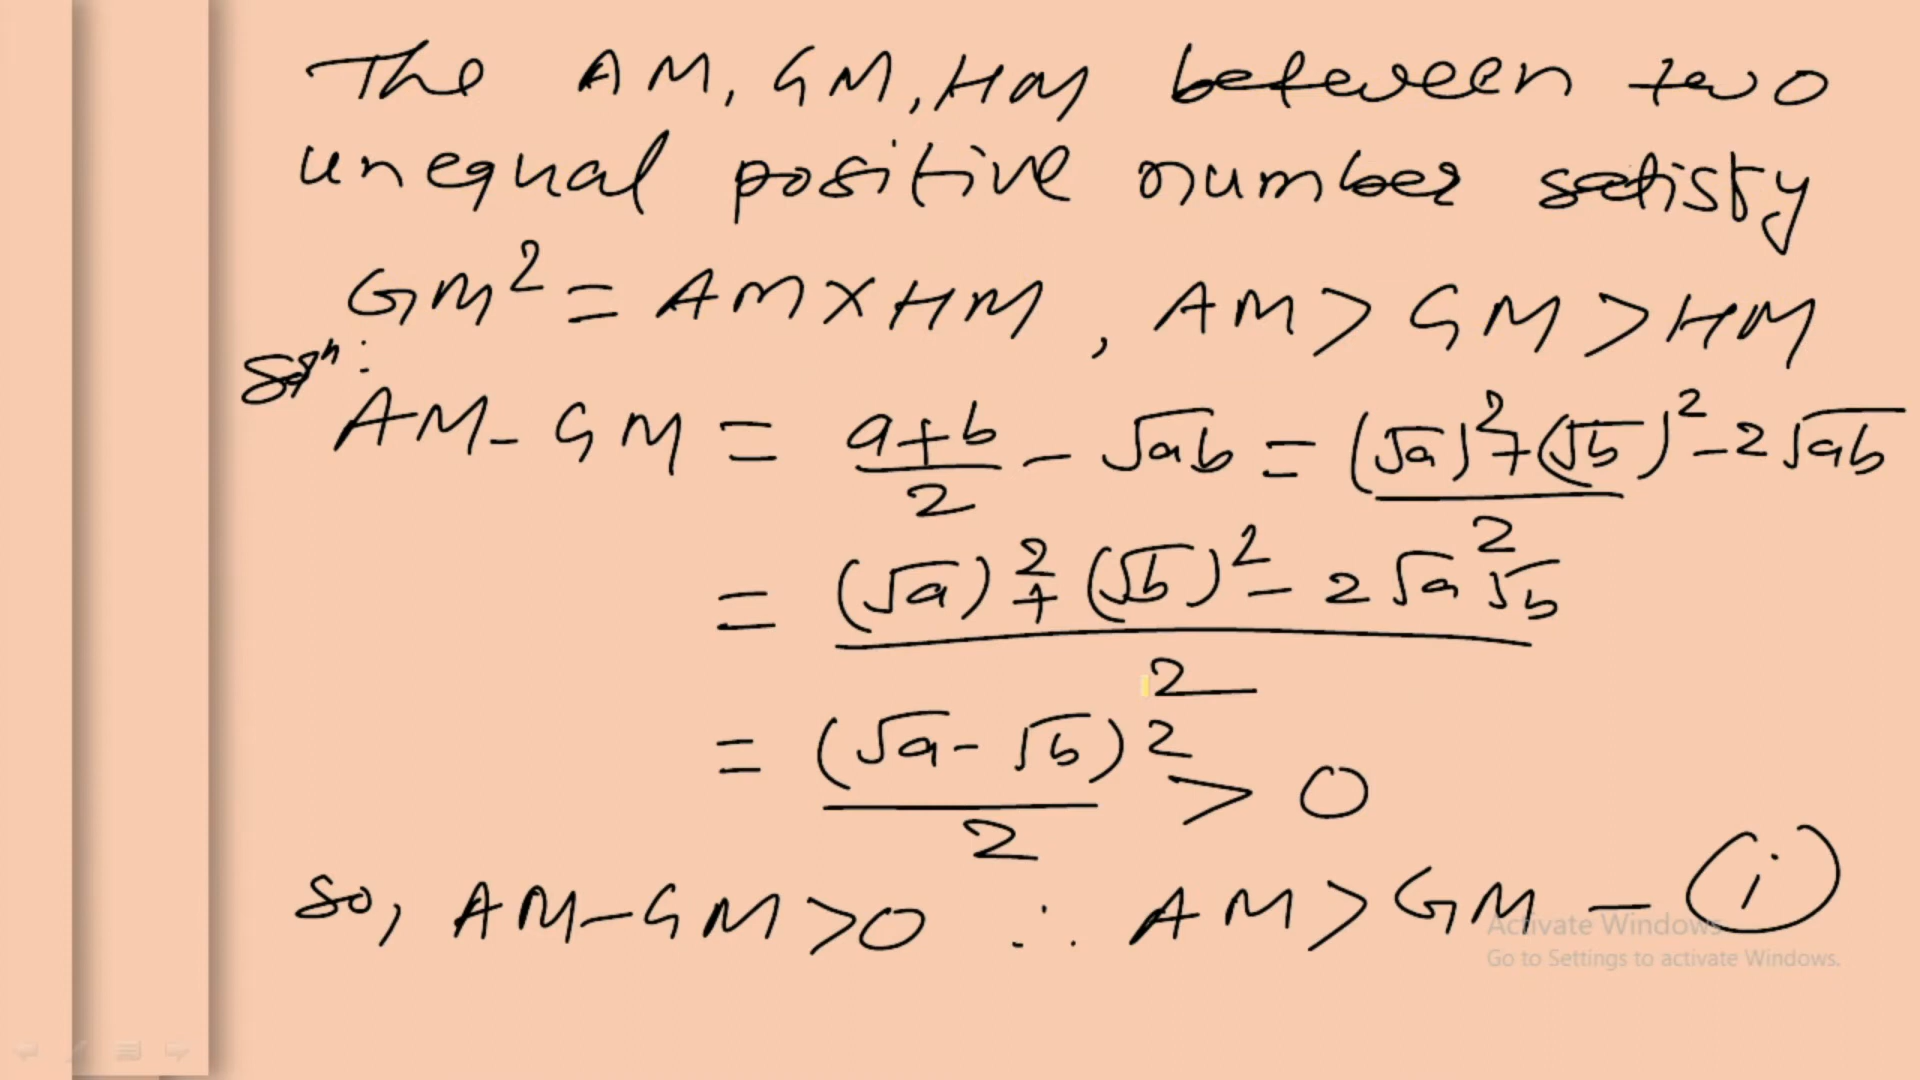 The AM, GM, HM between two
unequal positive number satisfy
GM² = AM × HM, AM > GM > HM
solⁿ:
AM - GM = (a+b)/2 - √ab = ((√a)² + (√b)² - 2√ab)/2
= ((√a)² + (√b)² - 2√a √b)/2
= (√a - √b)²/2 > 0
so, AM - GM > 0 ∴ AM > GM - (i)
Activate Windows
Go to Settings to activate Windows.